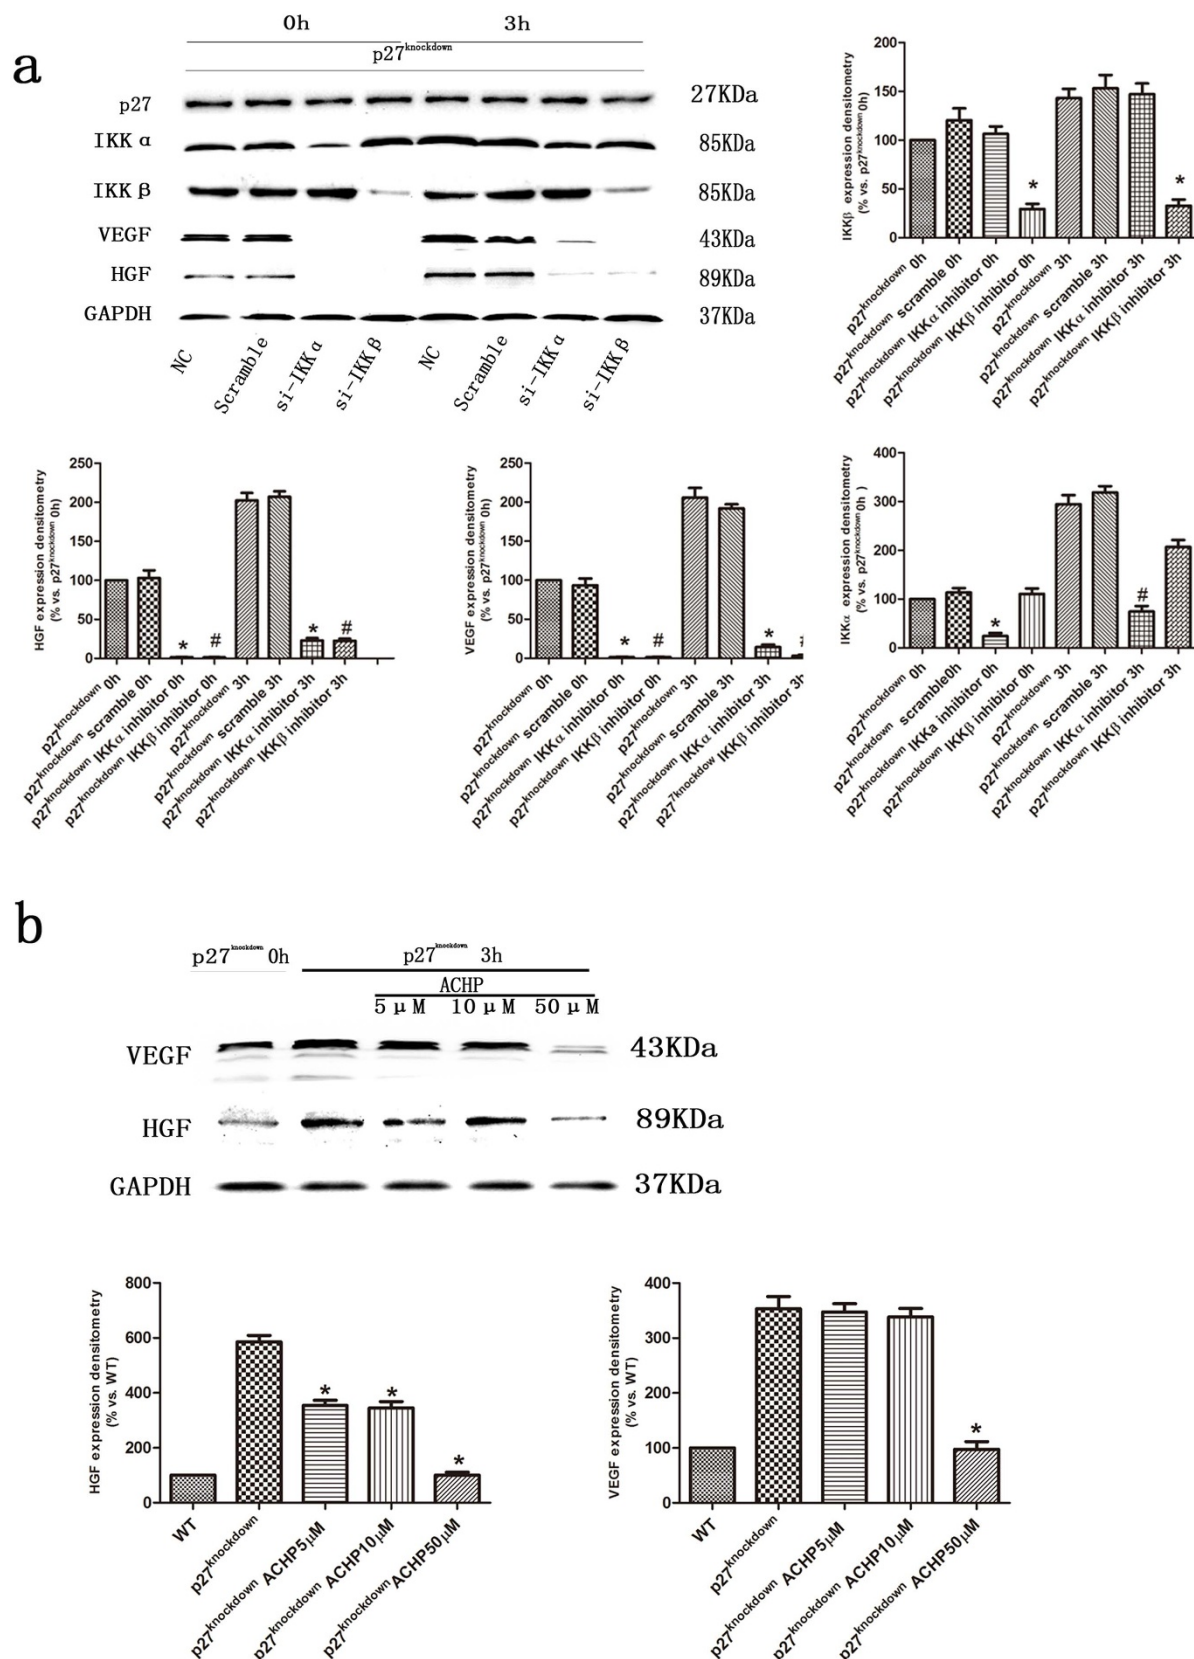 a
0h 3h
p27knockdown
p27 27KDa
IKK α 85KDa
IKK β 85KDa
VEGF 43KDa
HGF 89KDa
GAPDH 37KDa
NC Scramble si-IKK α si-IKK β NC Scramble si-IKK α si-IKK β
IKKβ expression densitometry
(% vs. p27knockdown 0h)
200
150
100
50
0
* *
p27knockdown 0h
p27knockdown scramble 0h
p27knockdown IKKα inhibitor 0h
p27knockdown IKKβ inhibitor 0h
p27knockdown 3h
p27knockdown scramble 3h
p27knockdown IKKα inhibitor 3h
p27knockdown IKKβ inhibitor 3h
HGF expression densitometry
(% vs. p27knockdown 0h)
250
200
150
100
50
0
* # * #
p27knockdown 0h
p27knockdown scramble 0h
p27knockdown IKKα inhibitor 0h
p27knockdown IKKβ inhibitor 0h
p27knockdown 3h
p27knockdown scramble 3h
p27knockdown IKKα inhibitor 3h
p27knockdown IKKβ inhibitor 3h
VEGF expression densitometry
(% vs. p27knockdown 0h)
250
200
150
100
50
0
* # *
p27knockdown 0h
p27knockdown scramble 0h
p27knockdown IKKα inhibitor 0h
p27knockdown IKKβ inhibitor 0h
p27knockdown 3h
p27knockdown scramble 3h
p27knockdown IKKα inhibitor 3h
p277knockdow IKKβ inhibitor 3h
IKKα expression densitometry
(% vs. p27knockdown 0h )
400
300
200
100
0
* #
p27knockdown 0h
p27knockdown scramble0h
p27knockdown IKKa inhibitor 0h
p27knockdown IKKβ inhibitor 0h
p27knockdown 3h
p27knockdown scramble 3h
p27knockdown IKKα inhibitor 3h
p27knockdown IKKβ inhibitor 3h
b
p27knockdown 0h p27knockdown 3h
ACHP
5 μM 10 μM 50 μM
VEGF 43KDa
HGF 89KDa
GAPDH 37KDa
HGF expression densitometry
(% vs. WT)
800
600
400
200
0
* * *
WT
p27knockdown
p27knockdown ACHP5μM
p27knockdown ACHP10μM
p27knockdown ACHP50μM
VEGF expression densitometry
(% vs. WT)
400
300
200
100
0
*
WT
p27knockdown
p27knockdown ACHP5μM
p27knockdown ACHP10μM
p27knockdown ACHP50μM